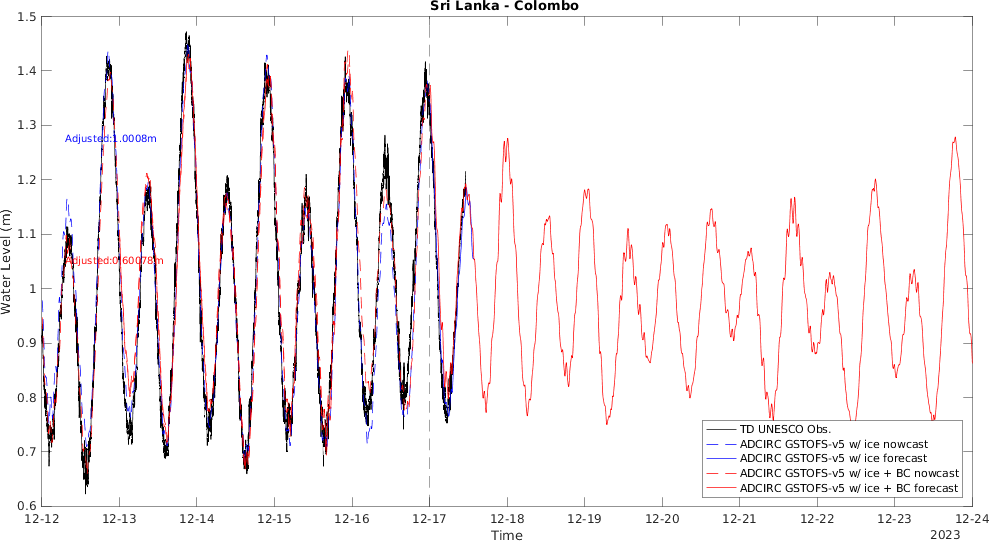 Sri Lanka - Colombo
1.5
1.4
1.3
1.2
1.1
1
0.9
0.8
0.7
0.6
Water Level (m)
Adjusted:1.0008m
Adjusted:0.60078m
TD UNESCO Obs.
ADCIRC GSTOFS-v5 w/ ice nowcast
ADCIRC GSTOFS-v5 w/ ice forecast
ADCIRC GSTOFS-v5 w/ ice + BC nowcast
ADCIRC GSTOFS-v5 w/ ice + BC forecast
12-12 12-13 12-14 12-15 12-16 12-17 12-18 12-19 12-20 12-21 12-22 12-23 12-24
Time
2023